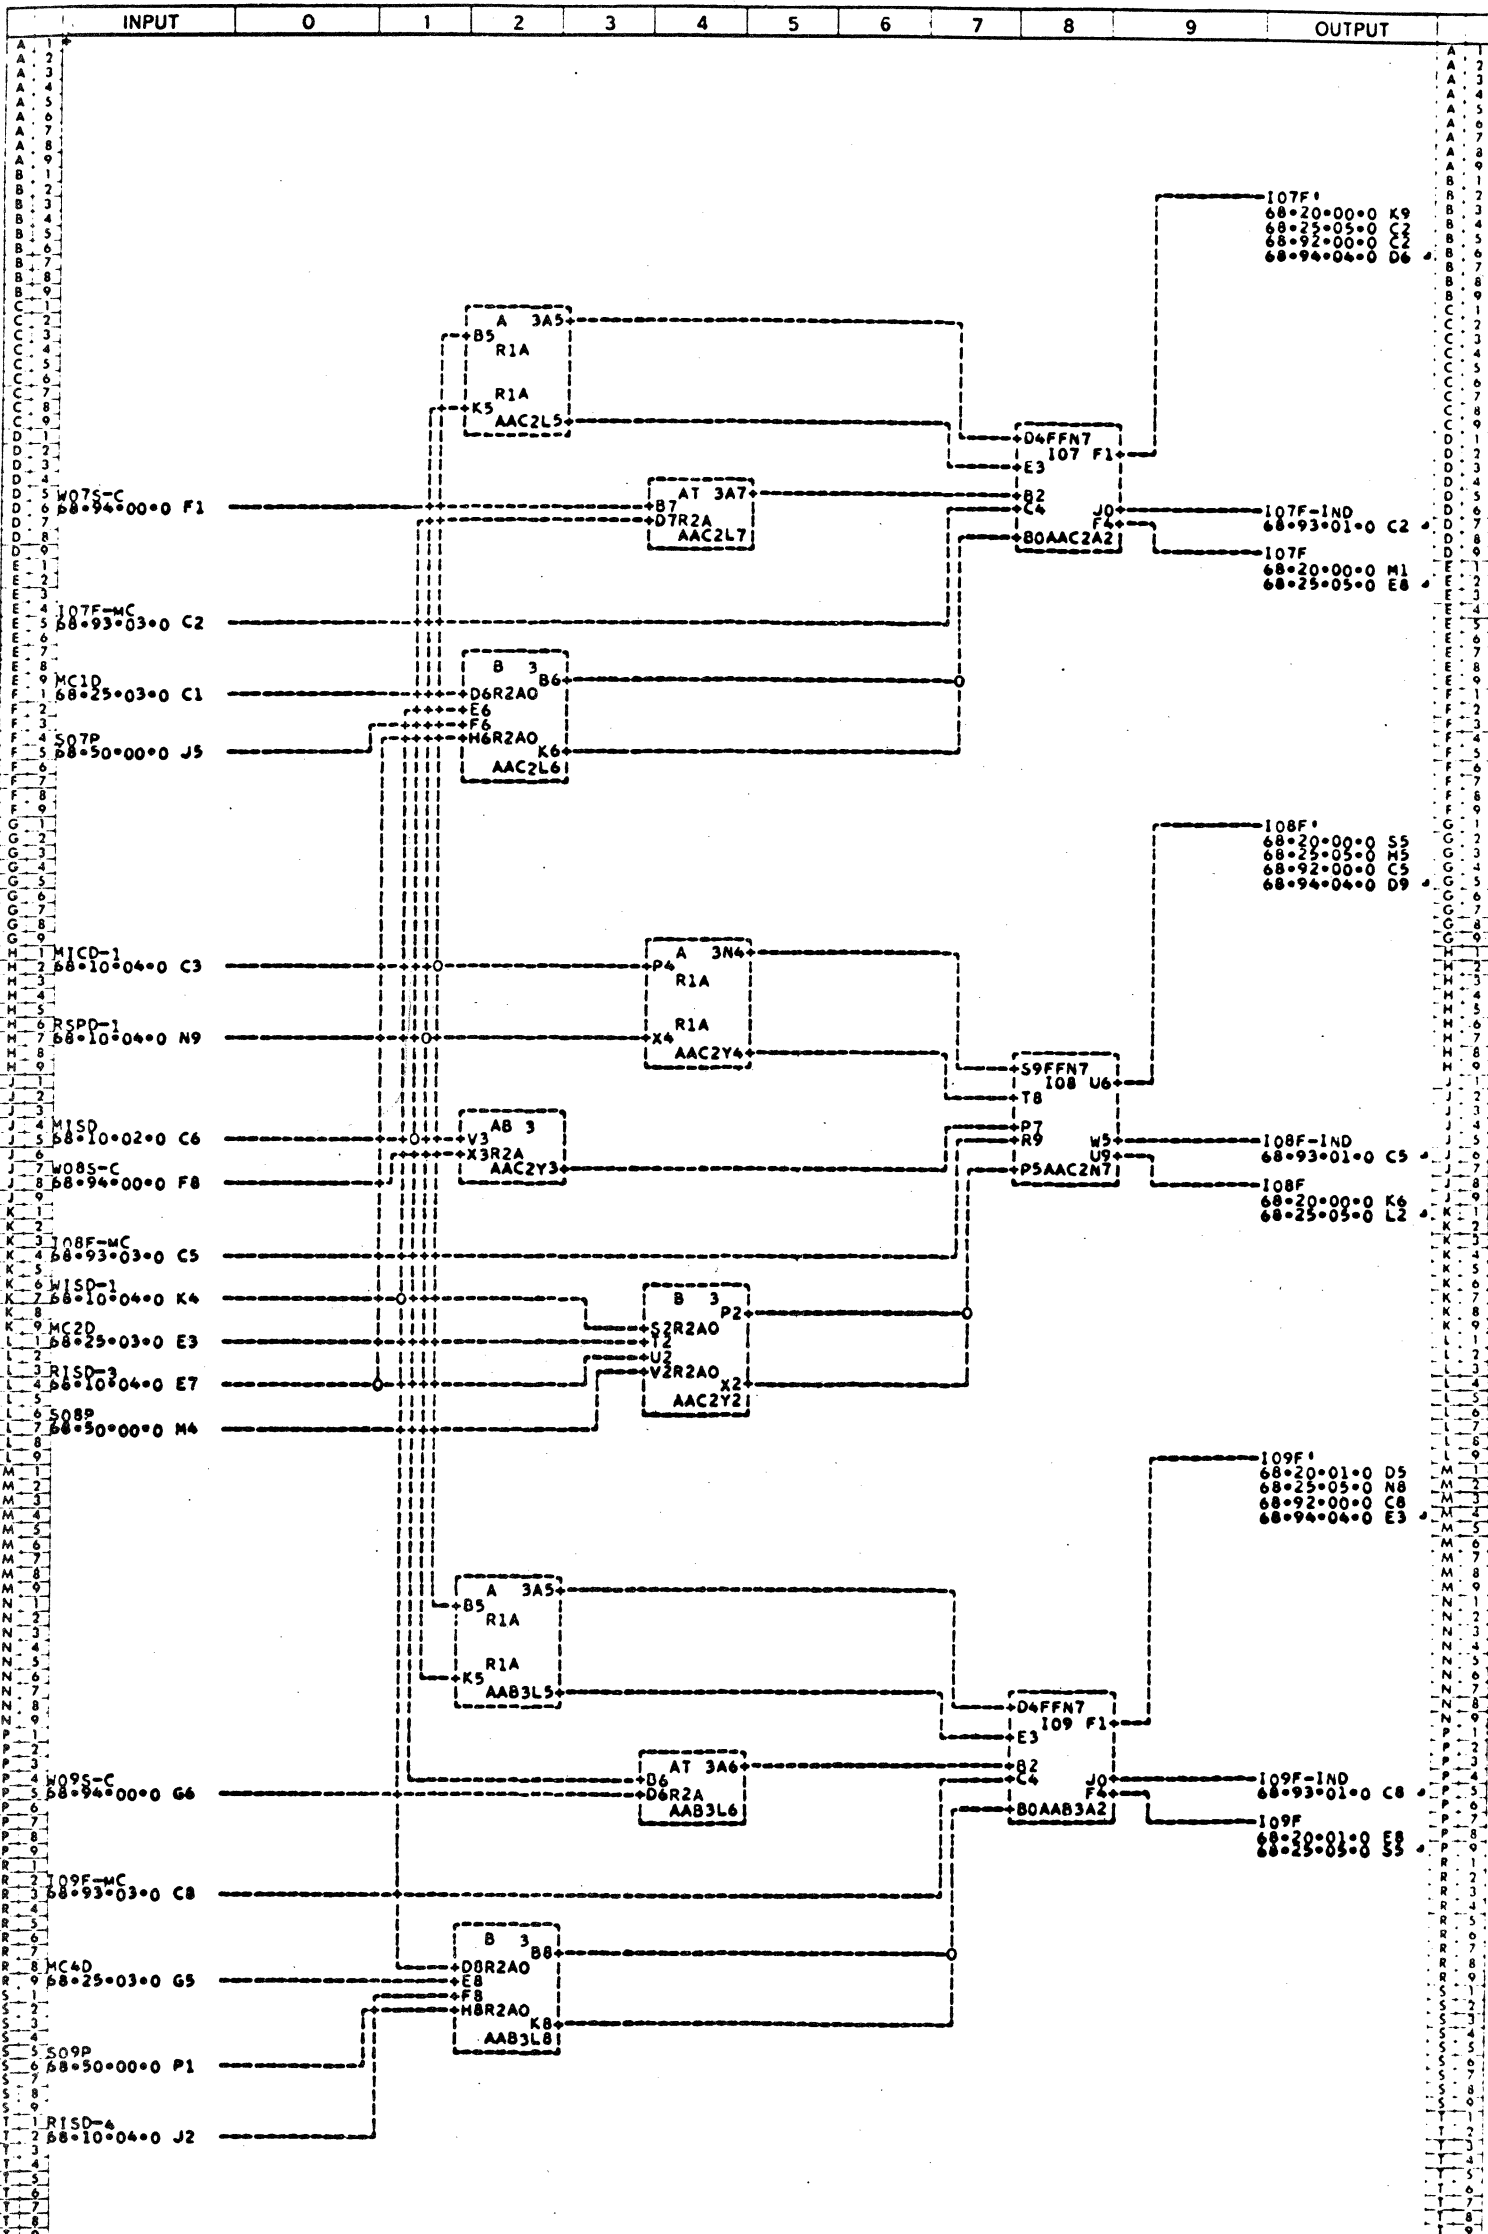 INPUT 0 1 2 3 4 5 6 7 8 9 OUTPUT
I07F'
68•20•00•0 K9
68•25•05•0 C2
68•92•00•0 C2
68•94•04•0 D6
A 3A5
B5
R1A
R1A
K5
AAC2L5
D4FFN7
I07 F1
E3
W07S-C
68•94•00•0 F1
AT 3A7
B7
D7R2A
AAC2L7
B2
C4 J0
F4
B0AAC2A2
I07F-IND
68•93•01•0 C2
I07F
68•20•00•0 M1
68•25•05•0 E8
I07F-MC
68•93•03•0 C2
MC1D
68•25•03•0 C1
B 3
B6
D6R2AO
E6
F6
H6R2AO
K6
AAC2L6
S07P
68•50•00•0 J5
I08F'
68•20•00•0 S5
68•25•05•0 H5
68•92•00•0 C5
68•94•04•0 D9
MICD-1
68•10•04•0 C3
A 3N4
P4
R1A
RSPD-1
68•10•04•0 N9
R1A
X4
AAC2Y4
S9FFN7
I08 U6
T8
MISD
68•10•02•0 C6
AB 3
V3
X3R2A
AAC2Y3
W08S-C
68•94•00•0 F8
P7
R9 W5
U9
P5AAC2N7
I08F-IND
68•93•01•0 C5
I08F
68•20•00•0 K6
68•25•05•0 L2
I08F-MC
68•93•03•0 C5
WISD-1
68•10•04•0 K4
B 3
P2
S2R2AO
T2
U2
V2R2AO
X2
AAC2Y2
MC2D
68•25•03•0 E3
RISD-3
68•10•04•0 E7
S08P
68•50•00•0 M4
I09F'
68•20•01•0 D5
68•25•05•0 N8
68•92•00•0 C8
68•94•04•0 E3
A 3A5
B5
R1A
R1A
K5
AAB3L5
D4FFN7
I09 F1
E3
W09S-C
68•94•00•0 G6
AT 3A6
B6
D6R2A
AAB3L6
B2
C4 J0
F4
B0AAB3A2
I09F-IND
68•93•01•0 C8
I09F
68•20•01•0 E8
68•25•05•0 S5
I09F-MC
68•93•03•0 C8
B 3
B8
D8R2AO
E8
F8
H8R2AO
K8
AAB3L8
MC4D
68•25•03•0 G5
S09P
68•50•00•0 P1
RISD-4
68•10•04•0 J2